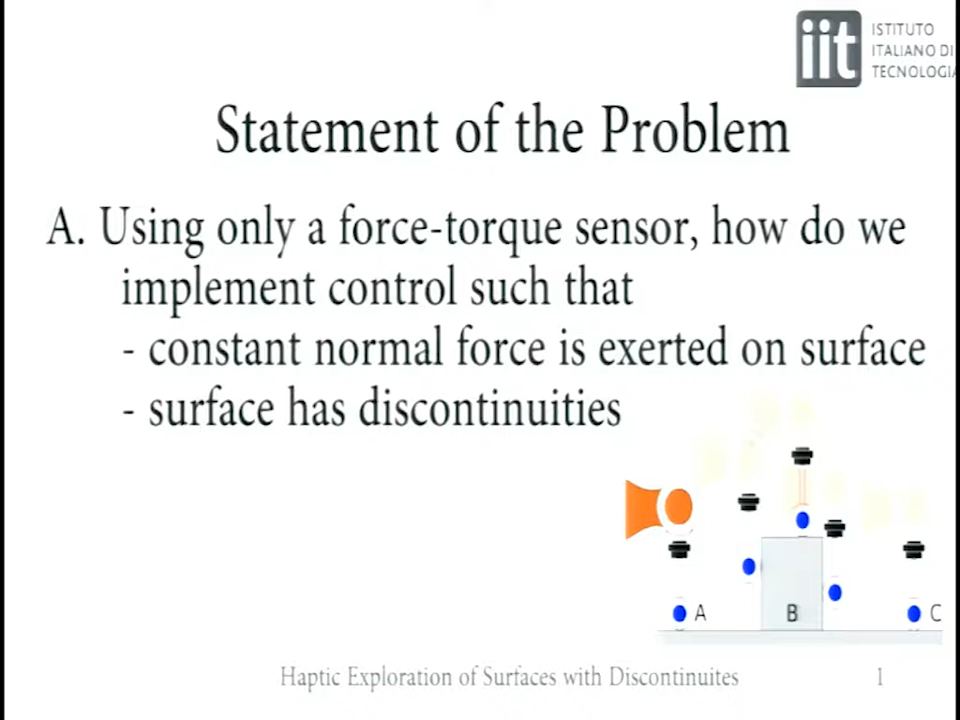 iit ISTITUTO
ITALIANO DI
TECNOLOGIA
Statement of the Problem
A. Using only a force-torque sensor, how do we
implement control such that
- constant normal force is exerted on surface
- surface has discontinuities
A B C
Haptic Exploration of Surfaces with Discontinuites 1